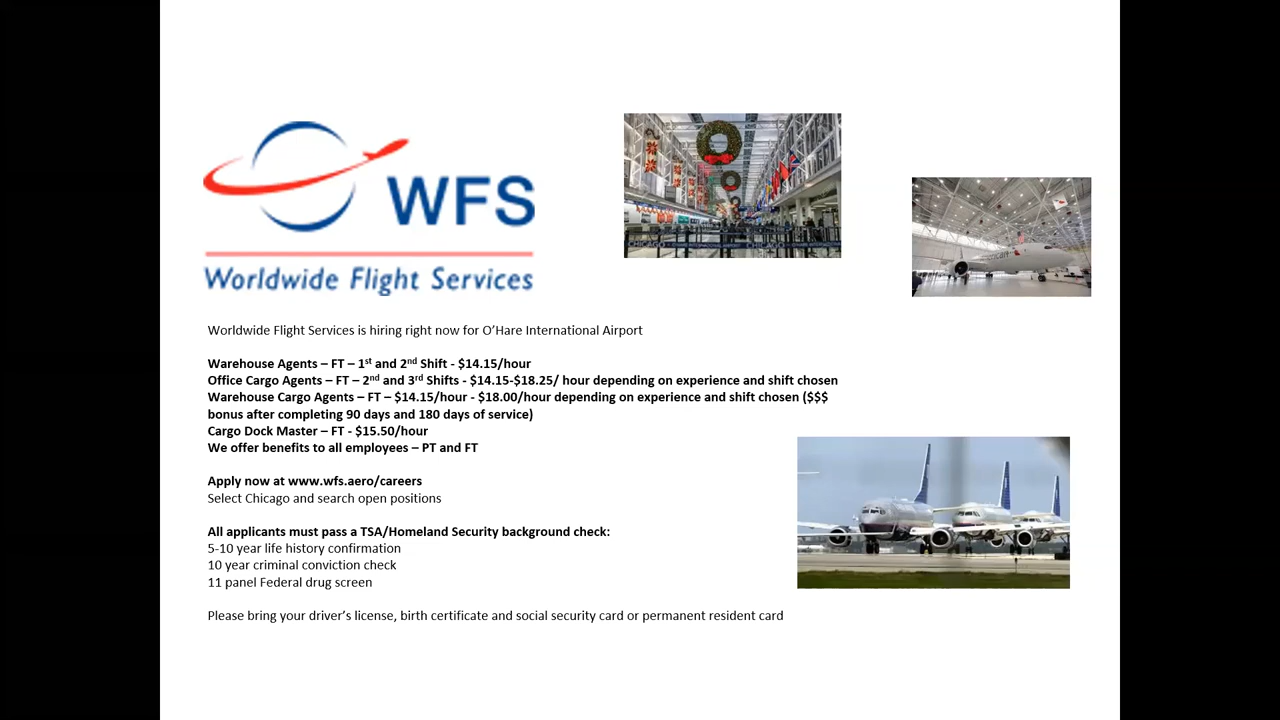 WFS
Worldwide Flight Services
CHICAGO
CHICAGO
Worldwide Flight Services is hiring right now for O’Hare International Airport
Warehouse Agents – FT – 1st and 2nd Shift - $14.15/hour
Office Cargo Agents – FT – 2nd and 3rd Shifts - $14.15-$18.25/ hour depending on experience and shift chosen
Warehouse Cargo Agents – FT – $14.15/hour - $18.00/hour depending on experience and shift chosen ($$$
bonus after completing 90 days and 180 days of service)
Cargo Dock Master – FT - $15.50/hour
We offer benefits to all employees – PT and FT
Apply now at www.wfs.aero/careers
Select Chicago and search open positions
All applicants must pass a TSA/Homeland Security background check:
5-10 year life history confirmation
10 year criminal conviction check
11 panel Federal drug screen
Please bring your driver’s license, birth certificate and social security card or permanent resident card